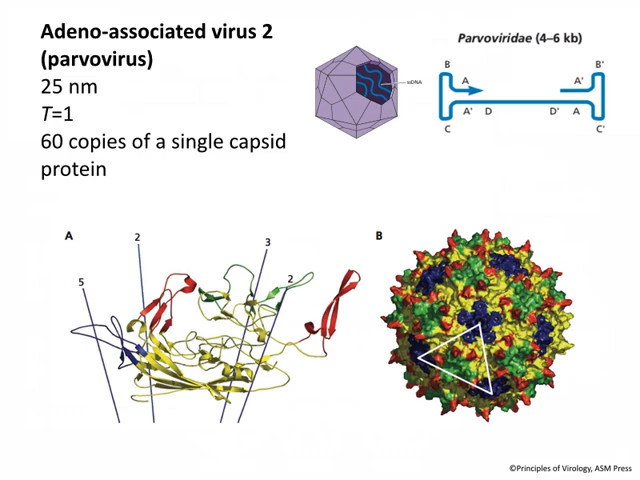 Adeno-associated virus 2
(parvovirus)
25 nm
T=1
60 copies of a single capsid
protein
ssDNA
Parvoviridae (4–6 kb)
B B'
A A'
A' D D' A
C C'
A
B
5
2
3
2
©Principles of Virology, ASM Press